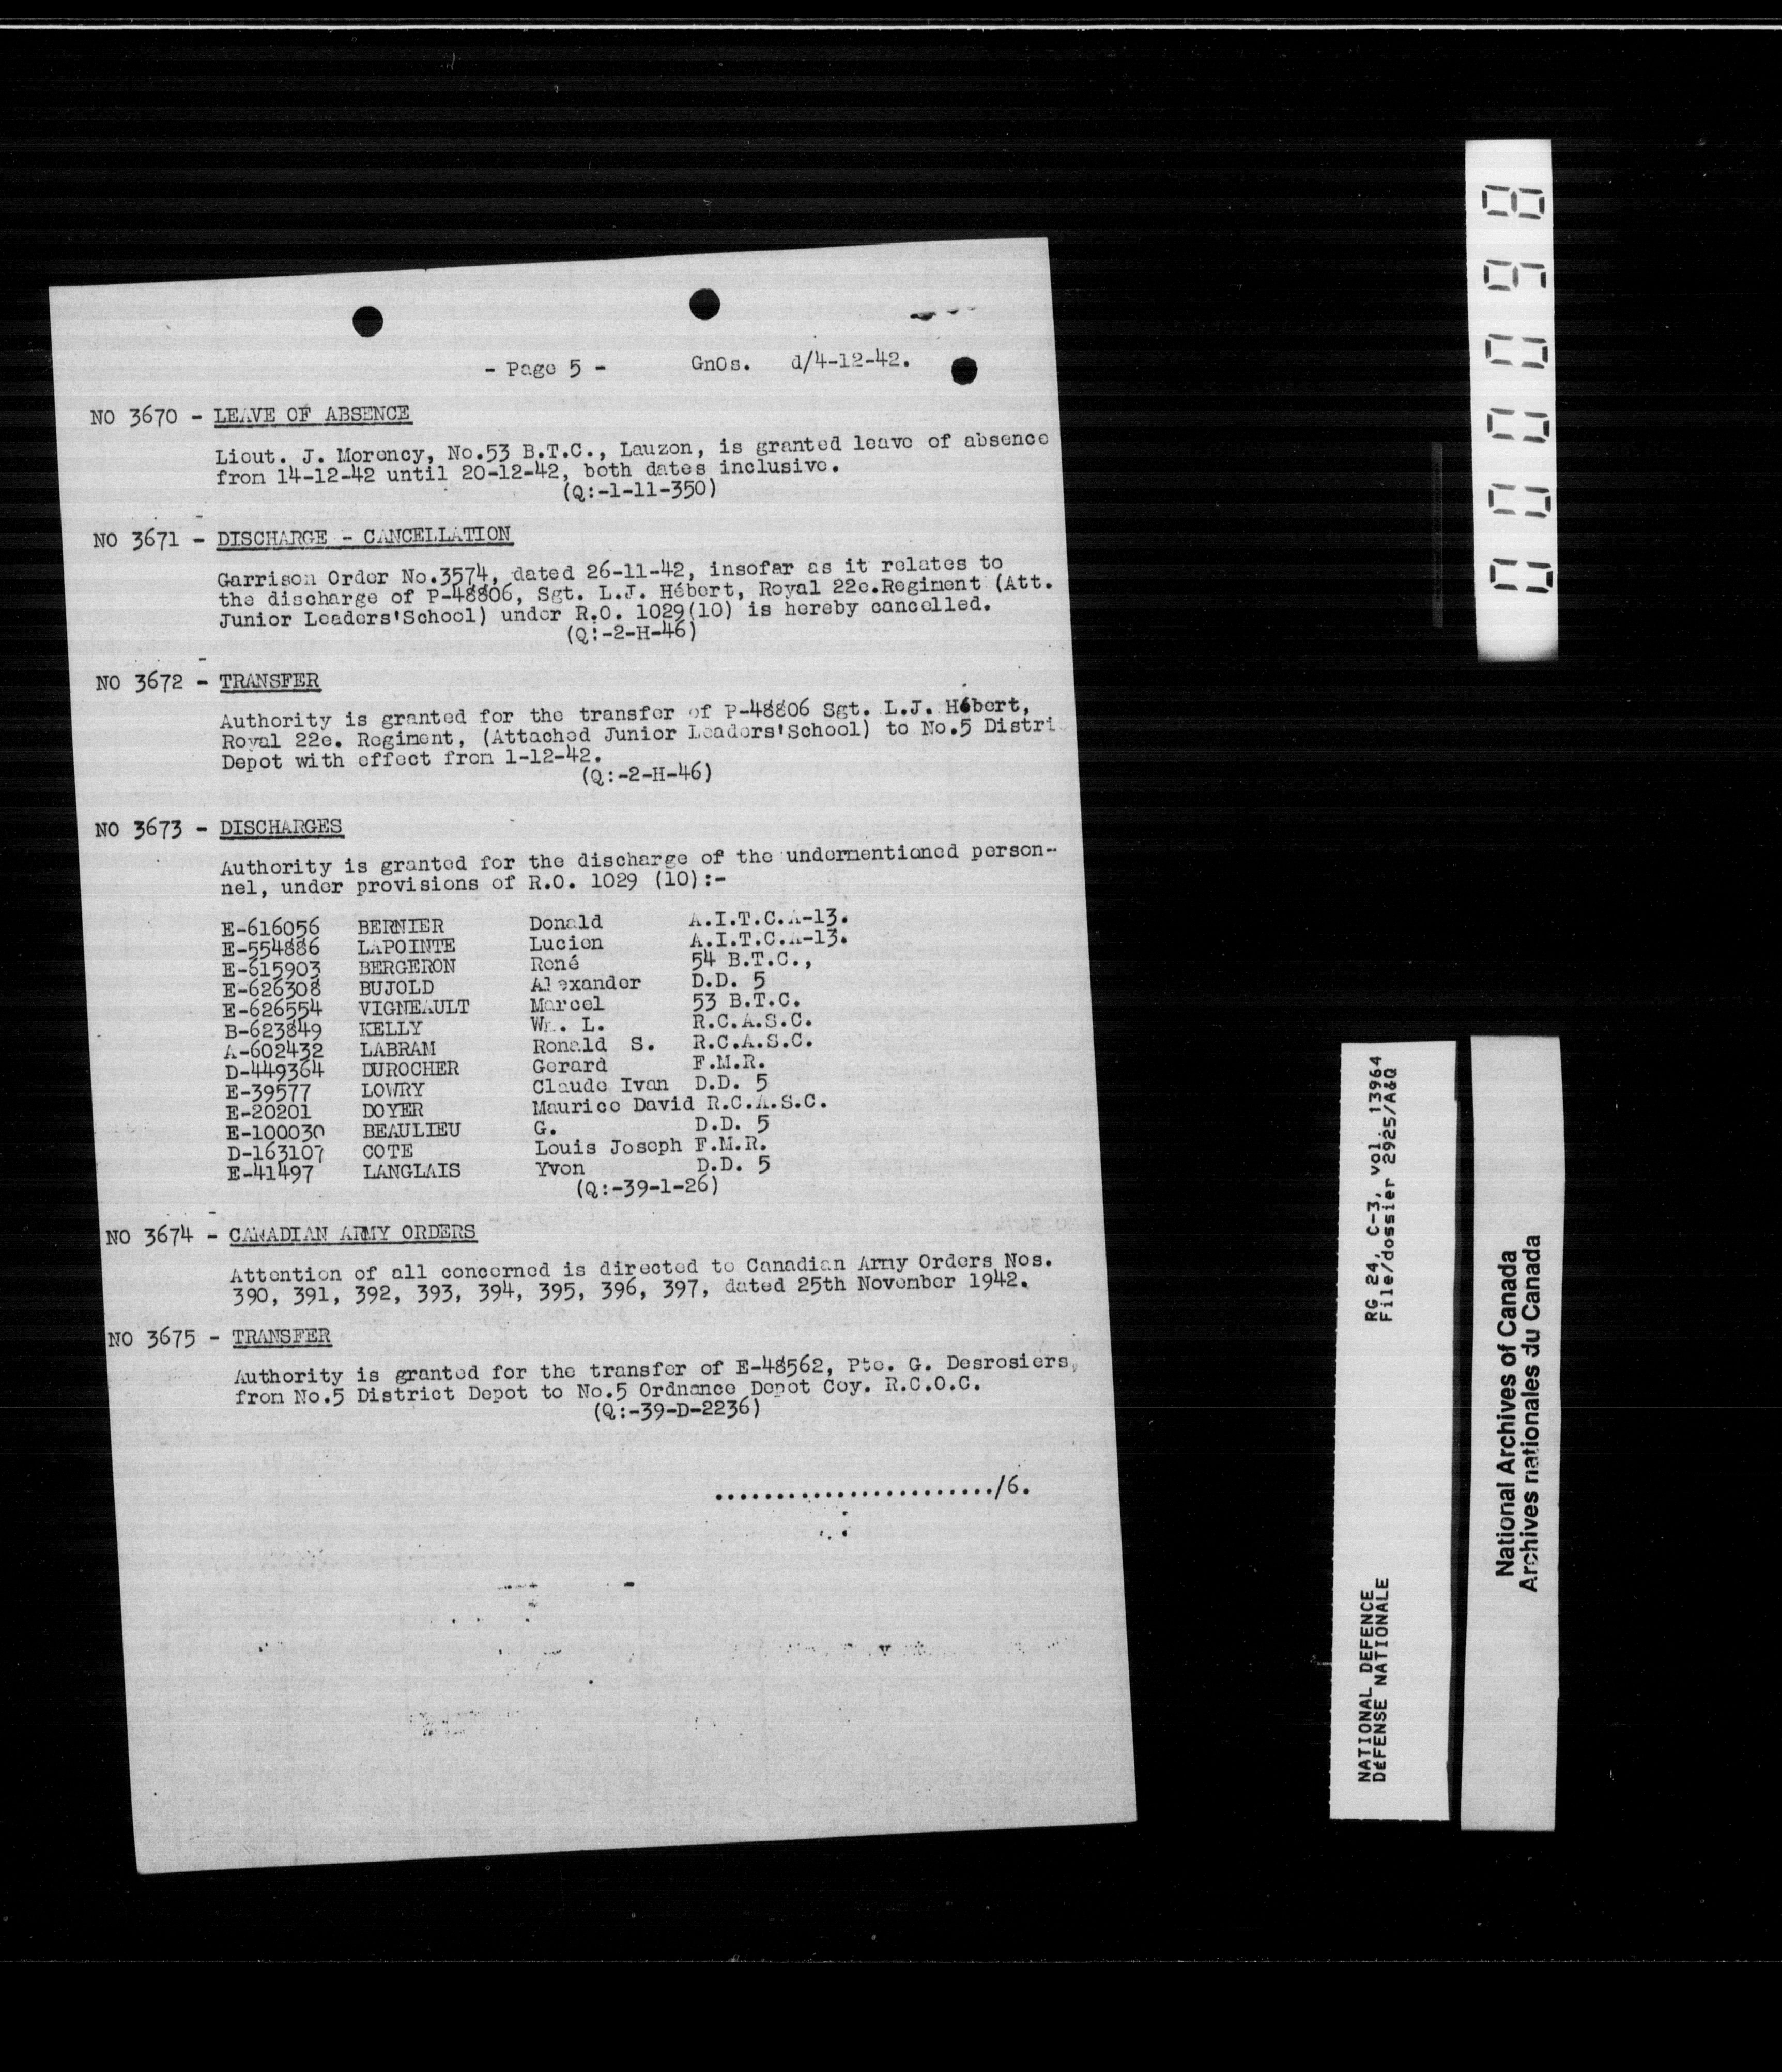 - Page 5 - GnOs. d/4-12-42.
NO 3670 - LEAVE OF ABSENCE
Lieut. J. Morency, No.53 B.T.C., Lauzon, is granted leave of absence
from 14-12-42 until 20-12-42, both dates inclusive.
(Q:-1-11-350)
NO 3671 - DISCHARGE - CANCELLATION
Garrison Order No.3574, dated 26-11-42, insofar as it relates to
the discharge of P-48806, Sgt. L.J. Hébert, Royal 22e.Regiment (Att.
Junior Leaders'School) under R.O. 1029(10) is hereby cancelled.
(Q:-2-H-46)
NO 3672 - TRANSFER
Authority is granted for the transfer of P-48806 Sgt. L.J. Hébert,
Royal 22e. Regiment, (Attached Junior Leaders'School) to No.5 Distri
Depot with effect from 1-12-42.
(Q:-2-H-46)
NO 3673 - DISCHARGES
Authority is granted for the discharge of the undermentioned person-
nel, under provisions of R.O. 1029 (10):-
E-616056 BERNIER Donald A.I.T.C.A-13.
E-554886 LAPOINTE Lucien A.I.T.C.A-13.
E-615903 BERGERON René 54 B.T.C.,
E-626308 BUJOLD Alexander D.D. 5
E-626554 VIGNEAULT Marcel 53 B.T.C.
B-623849 KELLY Wm. L. R.C.A.S.C.
A-602432 LABRAM Ronald S. R.C.A.S.C.
D-449364 DUROCHER Gerard F.M.R.
E-39577 LOWRY Claude Ivan D.D. 5
E-20201 DOYER Maurice David R.C.A.S.C.
E-100030 BEAULIEU G. D.D. 5
D-163107 COTE Louis Joseph F.M.R.
E-41497 LANGLAIS Yvon D.D. 5
(Q:-39-1-26)
NO 3674 - CANADIAN ARMY ORDERS
Attention of all concerned is directed to Canadian Army Orders Nos.
390, 391, 392, 393, 394, 395, 396, 397, dated 25th November 1942.
NO 3675 - TRANSFER
Authority is granted for the transfer of E-48562, Pte. G. Desrosiers,
from No.5 District Depot to No.5 Ordnance Depot Coy. R.C.O.C.
(Q:-39-D-2236)
......................./6.
000098
RG 24, C-3, vol. 13964
File/dossier 2925/A&Q
NATIONAL DEFENCE
DéFENSE NATIONALE
National Archives of Canada
Archives nationales du Canada